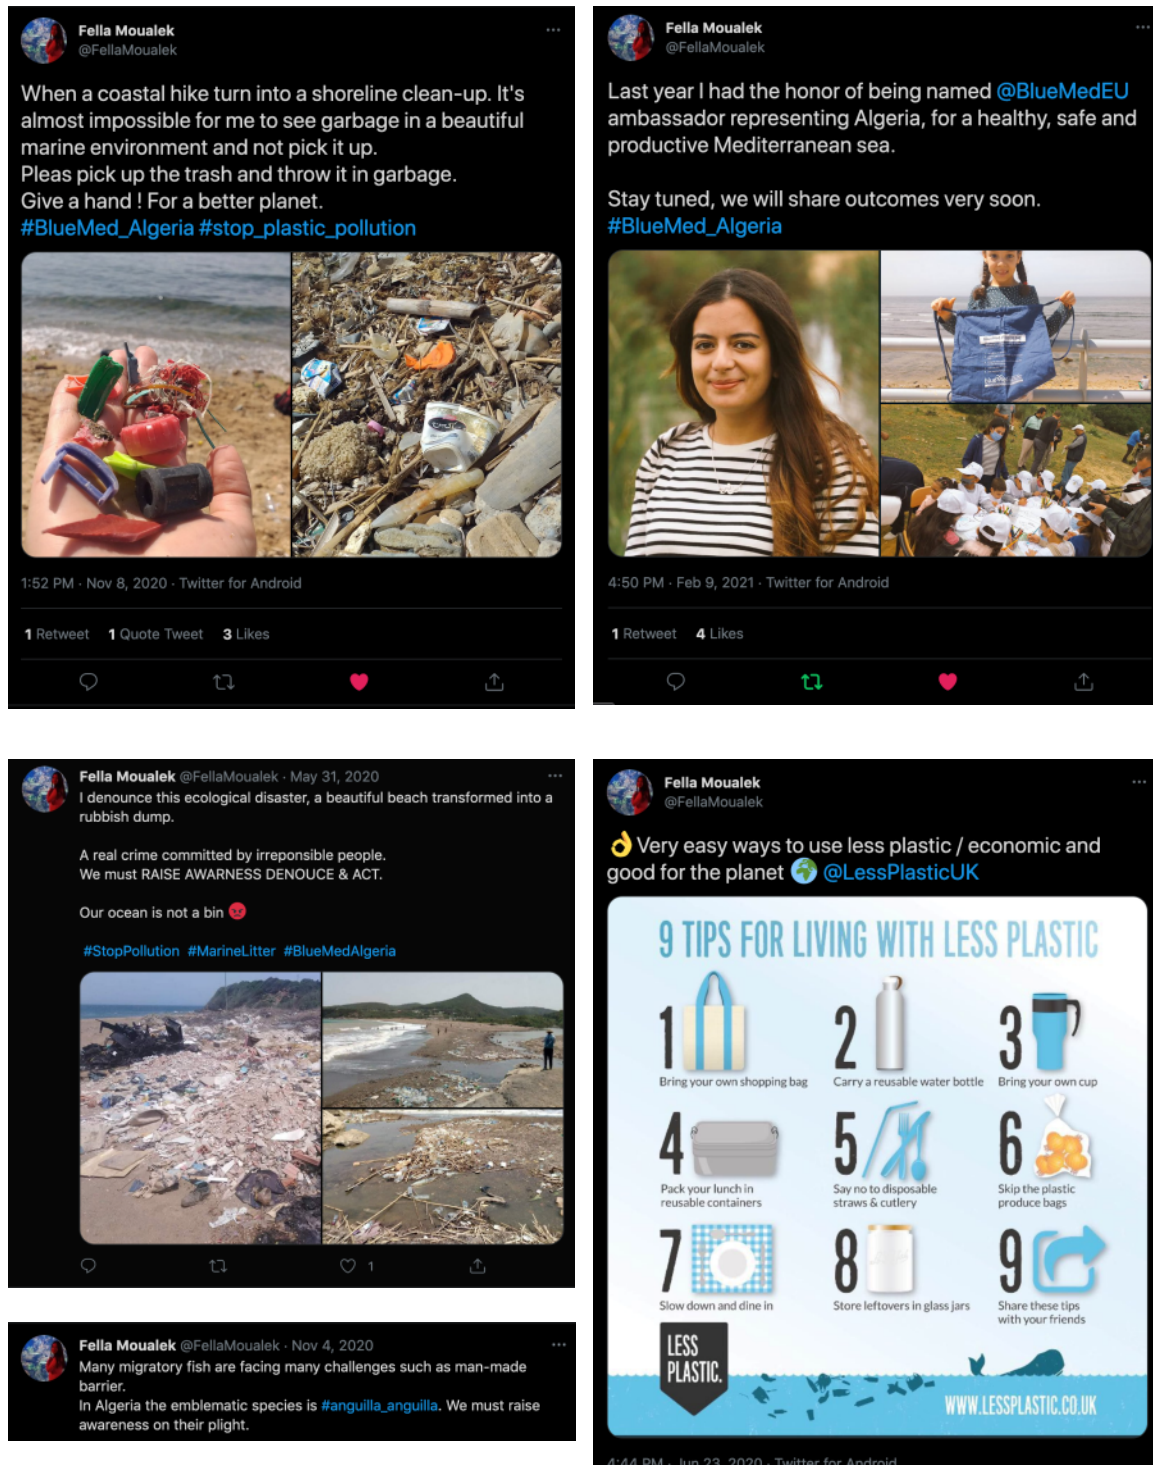 Fella Moualek
@FellaMoualek
When a coastal hike turn into a shoreline clean-up. It's
almost impossible for me to see garbage in a beautiful
marine environment and not pick it up.
Pleas pick up the trash and throw it in garbage.
Give a hand ! For a better planet.
#BlueMed_Algeria #stop_plastic_pollution
1:52 PM · Nov 8, 2020 · Twitter for Android
1 Retweet 1 Quote Tweet 3 Likes
Fella Moualek
@FellaMoualek
Last year I had the honor of being named @BlueMedEU
ambassador representing Algeria, for a healthy, safe and
productive Mediterranean sea.
Stay tuned, we will share outcomes very soon.
#BlueMed_Algeria
4:50 PM · Feb 9, 2021 · Twitter for Android
1 Retweet 4 Likes
Fella Moualek @FellaMoualek · May 31, 2020
I denounce this ecological disaster, a beautiful beach transformed into a
rubbish dump.
A real crime committed by irreponsible people.
We must RAISE AWARNESS DENOUCE & ACT.
Our ocean is not a bin 😡
#StopPollution #MarineLitter #BlueMedAlgeria
1
Fella Moualek @FellaMoualek · Nov 4, 2020
Many migratory fish are facing many challenges such as man-made
barrier.
In Algeria the emblematic species is #anguilla_anguilla. We must raise
awareness on their plight.
Fella Moualek
@FellaMoualek
👌Very easy ways to use less plastic / economic and
good for the planet 🌍 @LessPlasticUK
9 TIPS FOR LIVING WITH LESS PLASTIC
1
Bring your own shopping bag
2
Carry a reusable water bottle
3
Bring your own cup
4
Pack your lunch in
reusable containers
5
Say no to disposable
straws & cutlery
6
Skip the plastic
produce bags
7
Slow down and dine in
8
Store leftovers in glass jars
9
Share these tips
with your friends
LESS
PLASTIC.
WWW.LESSPLASTIC.CO.UK
4:44 PM · Jun 23, 2020 · Twitter for Android